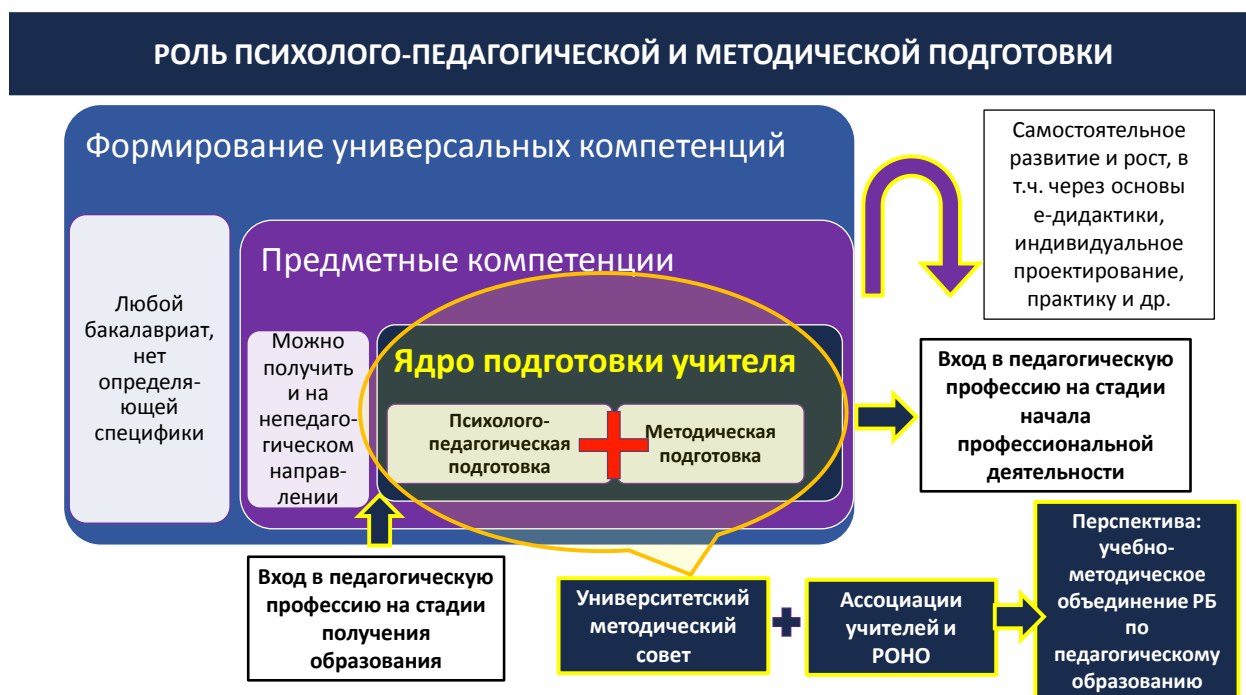 РОЛЬ ПСИХОЛОГО-ПЕДАГОГИЧЕСКОЙ И МЕТОДИЧЕСКОЙ ПОДГОТОВКИ
Формирование универсальных компетенций
Любой
бакалавриат,
нет
определя-
ющей
специфики
Предметные компетенции
Можно
получить
и на
непедаго-
гическом
направ-
лении
Ядро подготовки учителя
Психолого-
педагогическая
подготовка
Методическая
подготовка
Самостоятельное
развитие и рост, в
т.ч. через основы
е-дидактики,
индивидуальное
проектирование,
практику и др.
Вход в педагогическую
профессию на стадии
начала
профессиональной
деятельности
Вход в педагогическую
профессию на стадии
получения
образования
Университетский
методический
совет
Ассоциации
учителей и
РОНО
Перспектива:
учебно-
методическое
объединение РБ
по
педагогическому
образованию